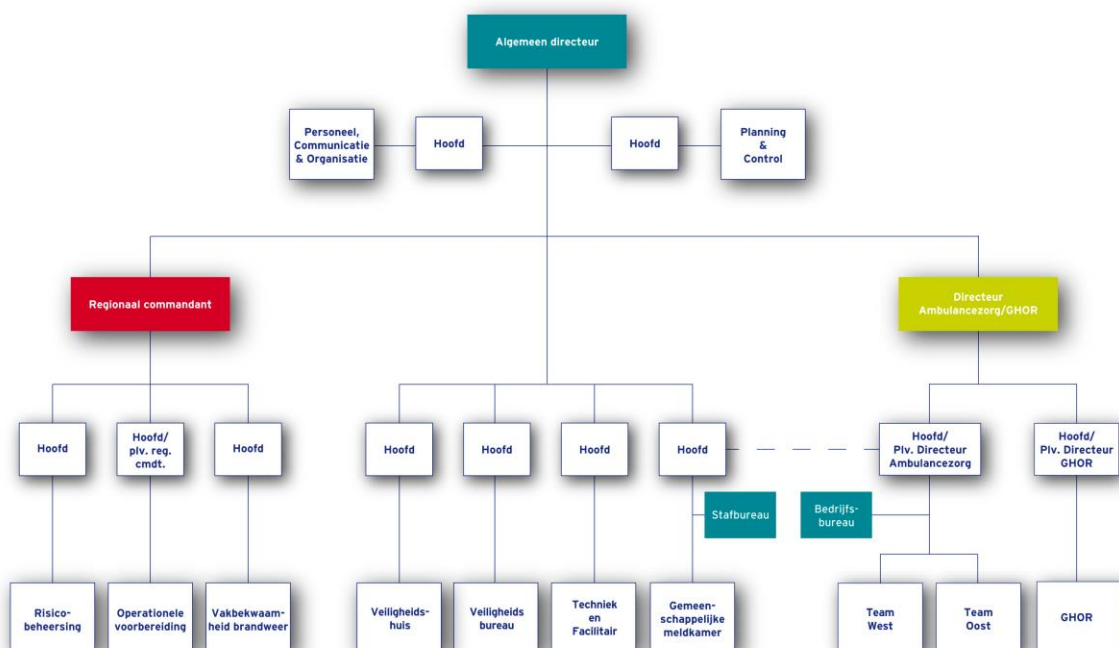 Algemeen directeur
Personeel,
Communicatie
& Organisatie
Hoofd
Hoofd
Planning
&
Control
Regionaal commandant
Directeur
Ambulancezorg/GHOR
Hoofd
Hoofd/
plv. reg.
cmdt.
Hoofd
Hoofd
Hoofd
Hoofd
Hoofd
Hoofd/
Plv. Directeur
Ambulancezorg
Hoofd/
Plv. Directeur
GHOR
Stafbureau
Bedrijfs-
bureau
Risico-
beheersing
Operationele
voorbereiding
Vakbekwaam-
heid brandweer
Veiligheids-
huis
Veiligheids
bureau
Techniek
en
Facilitair
Gemeen-
schappelijke
meldkamer
Team
West
Team
Oost
GHOR